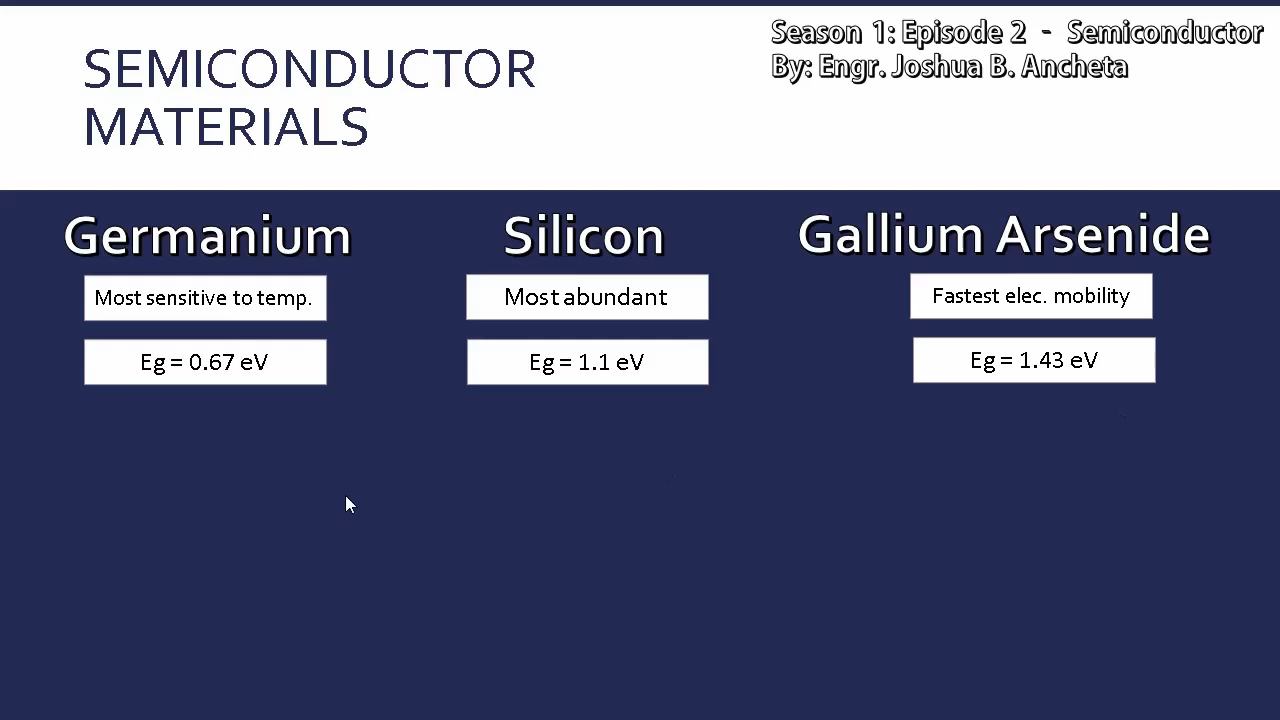 SEMICONDUCTOR
MATERIALS
Season 1: Episode 2 - Semiconductor
By: Engr. Joshua B. Ancheta
Germanium
Most sensitive to temp.
Eg = 0.67 eV
Silicon
Most abundant
Eg = 1.1 eV
Gallium Arsenide
Fastest elec. mobility
Eg = 1.43 eV